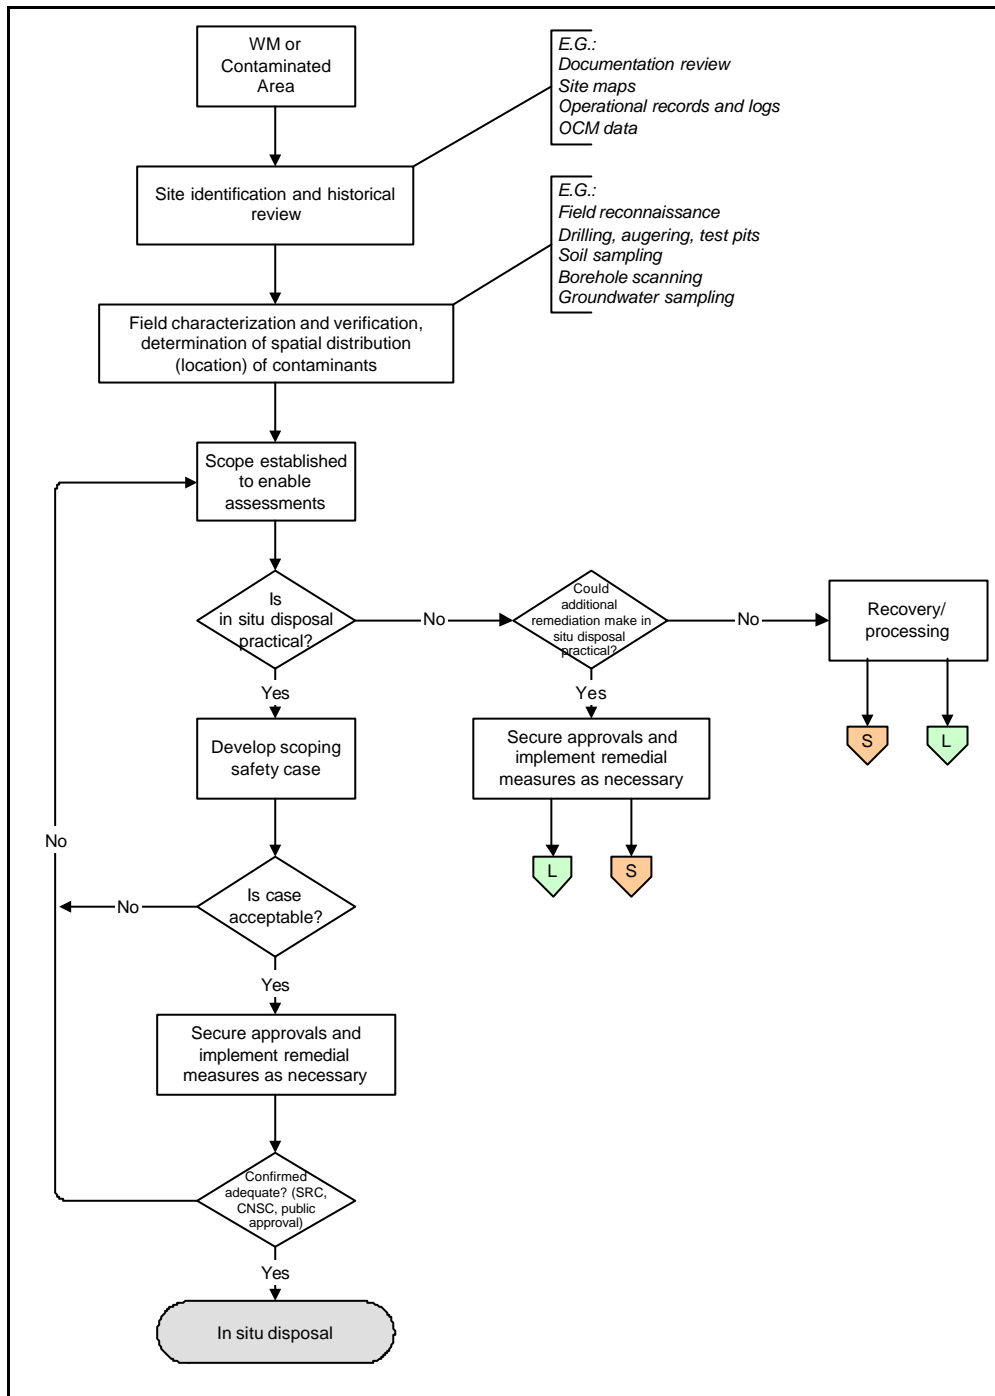 WM or
Contaminated
Area
E.G.:
Documentation review
Site maps
Operational records and logs
OCM data
Site identification and historical
review
E.G.:
Field reconnaissance
Drilling, augering, test pits
Soil sampling
Borehole scanning
Groundwater sampling
Field characterization and verification,
determination of spatial distribution
(location) of contaminants
Scope established
to enable
assessments
Is
in situ disposal
practical?
No
Could
additional
remediation make in
situ disposal
practical?
No
Recovery/
processing
S
L
Yes
Yes
Develop scoping
safety case
Secure approvals and
implement remedial
measures as necessary
L
S
No
Is case
acceptable?
No
Yes
Secure approvals and
implement remedial
measures as necessary
Confirmed
adequate? (SRC,
CNSC, public
approval)
Yes
In situ disposal